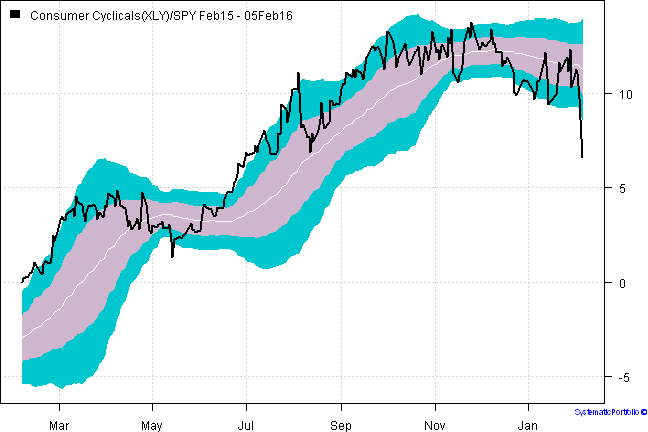 Consumer Cyclicals(XLY)/SPY Feb15 - 05Feb16
10
5
0
-5
Mar May Jul Sep Nov Jan
SystematicPortfolio ©